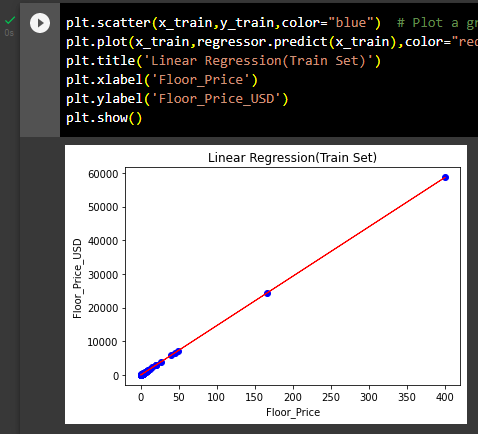 plt.scatter(x_train,y_train,color="blue")  # Plot a gr
plt.plot(x_train,regressor.predict(x_train),color="red
plt.title('Linear Regression(Train Set)')
plt.xlabel('Floor_Price')
plt.ylabel('Floor_Price_USD')
plt.show()
0s
Linear Regression(Train Set)
60000
50000
40000
30000
20000
10000
0
Floor_Price_USD
0 50 100 150 200 250 300 350 400
Floor_Price